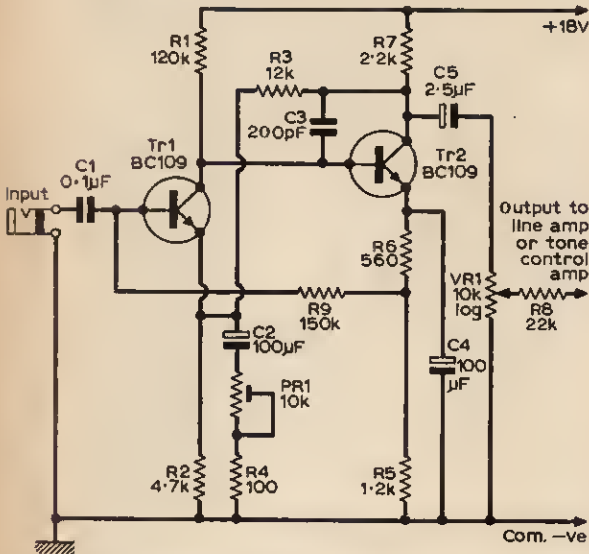 +18V
R1
120k
R3
12k
R7
2·2k
C5
2·5µF
C3
200pF
Tr1
BC109
Tr2
BC109
C1
0·1µF
Input
Output to
line amp
or tone
control
amp
R6
560
VR1
10k
log
R8
22k
R9
150k
C2
100µF
C4
100
µF
PR1
10k
R2
4.7k
R4
100
R5
1.2k
Com. –Ve